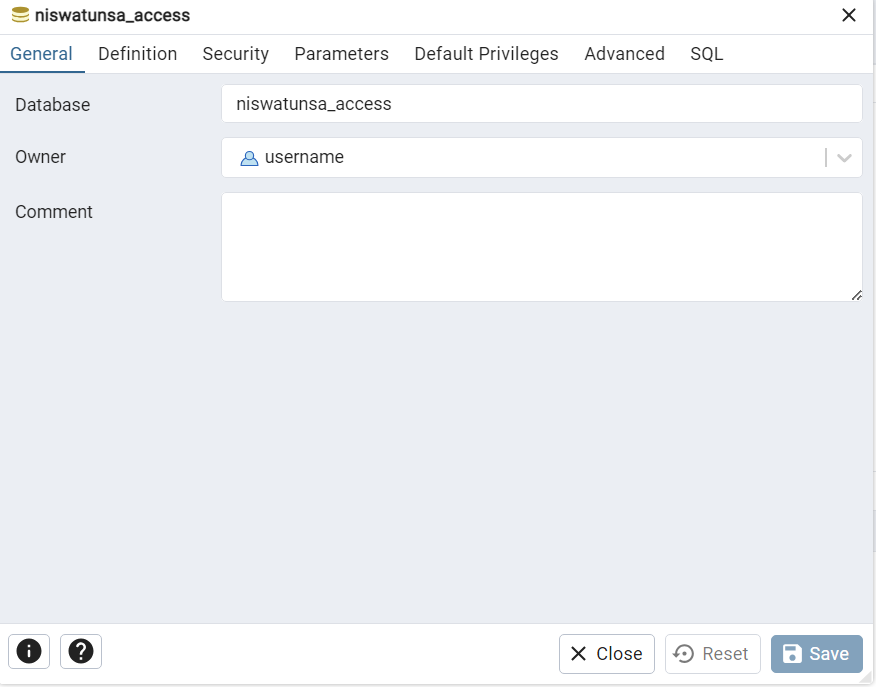 niswatunsa_access
General Definition Security Parameters Default Privileges Advanced SQL
Database niswatunsa_access
Owner username
Comment
Close Reset Save